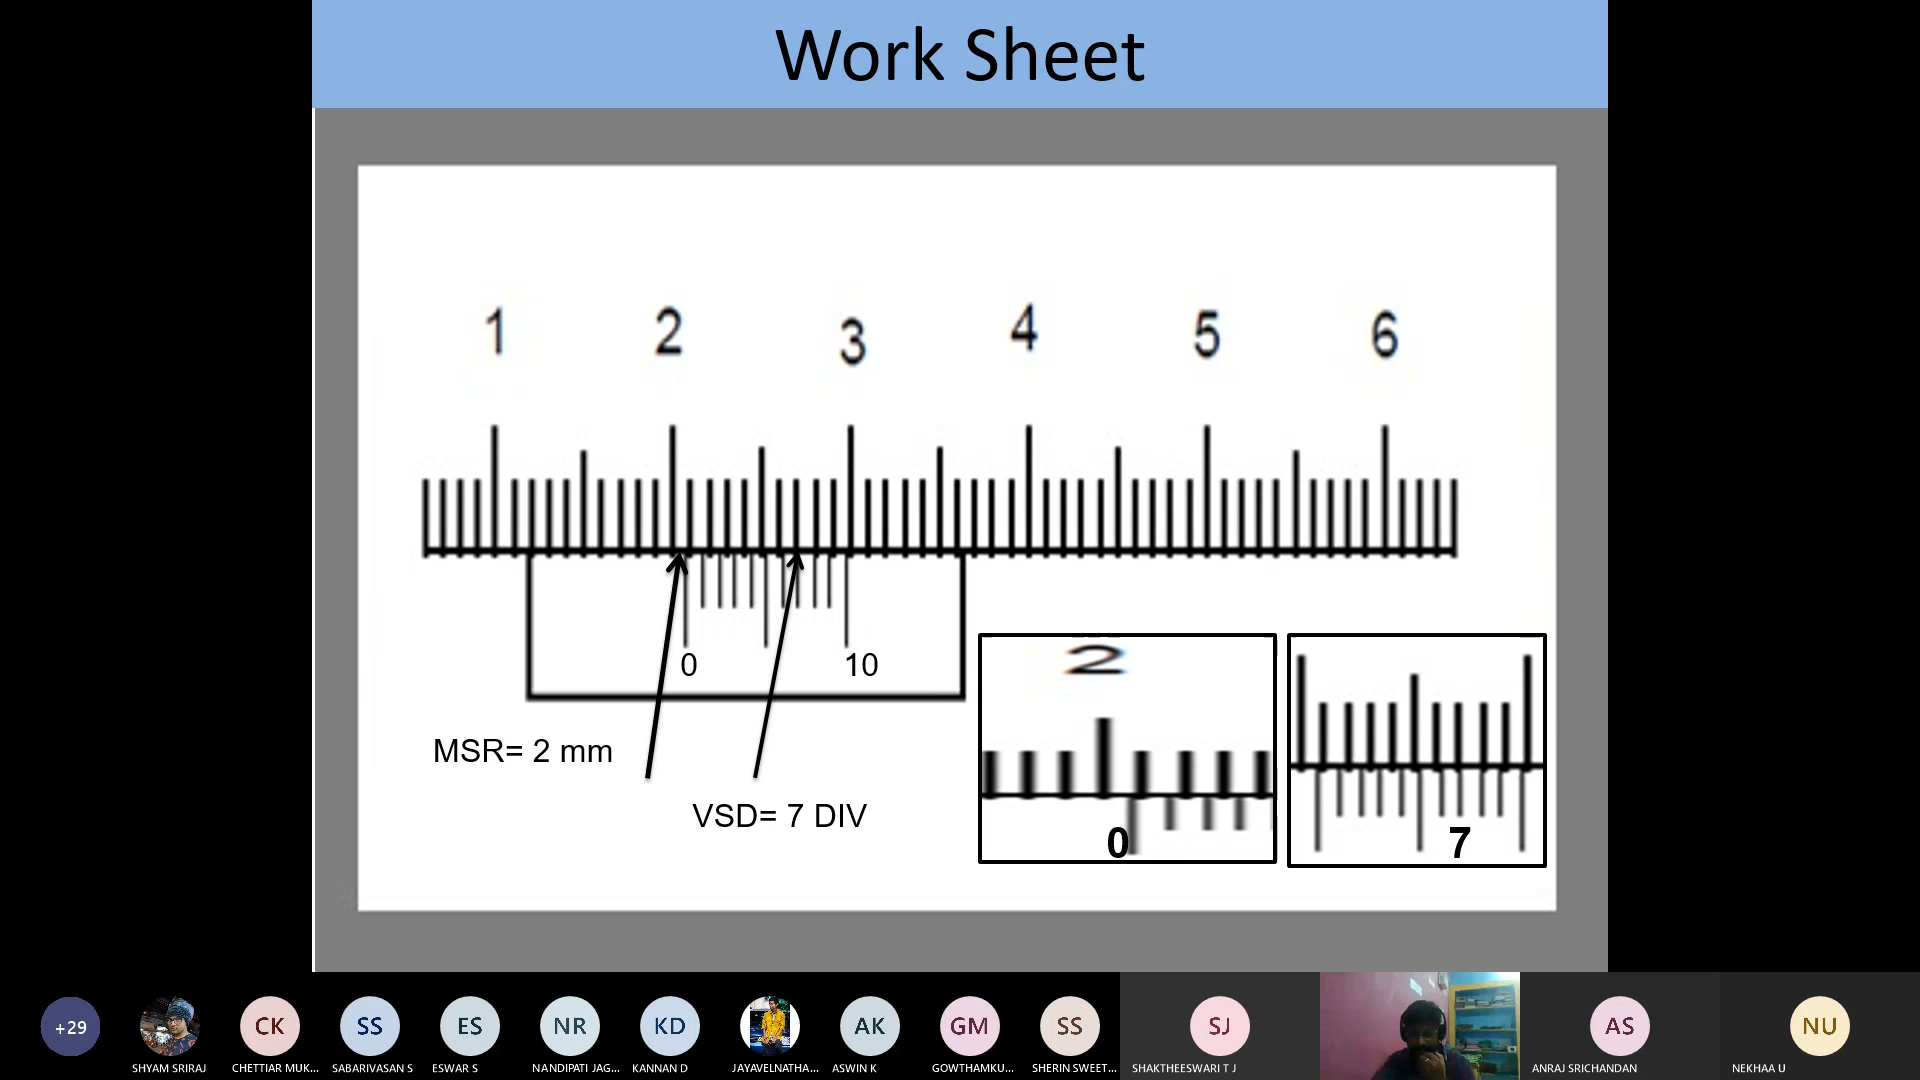 Work Sheet
1 2 3 4 5 6
0 10
MSR= 2 mm
VSD= 7 DIV
2
0
7
+29
SHYAM SRIRAJ
CK
CHETTIAR MUK...
SS
SABARIVASAN S
ES
ESWAR S
NR
NANDIPATI JAG...
KD
KANNAN D
JAYAVELNATHA...
AK
ASWIN K
GM
GOWTHAMKU...
SS
SHERIN SWEET...
SJ
SHAKTHEESWARI T J
AS
ANRAJ SRICHANDAN
NU
NEKHAA U